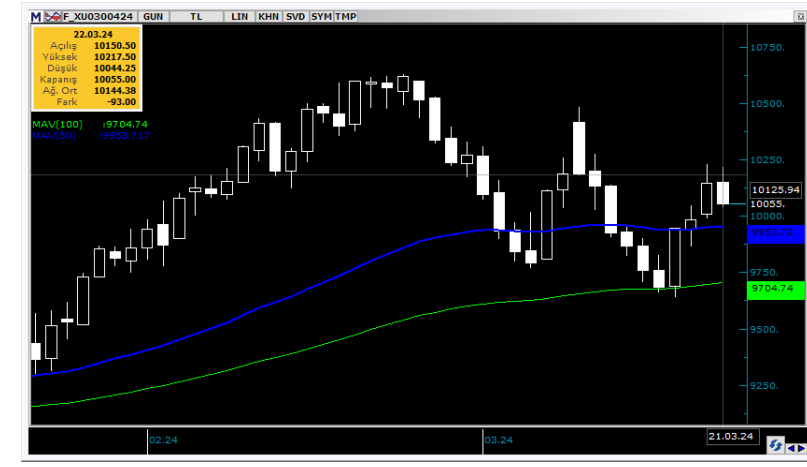 M F_XU0300424 GUN TL LIN KHN SVD SYM TMP
22.03.24
Açılış 10150.50
Yüksek 10217.50
Düşük 10044.25
Kapanış 10055.00
Ağ. Ort 10144.38
Fark -93.00
MAV(100) :9704.74
MAV(50) :9953.717
10750.
10500.
10250.
10125.94
10055.
10000.
9953.72
9750.
9704.74
9500.
9250.
02.24 03.24 21.03.24